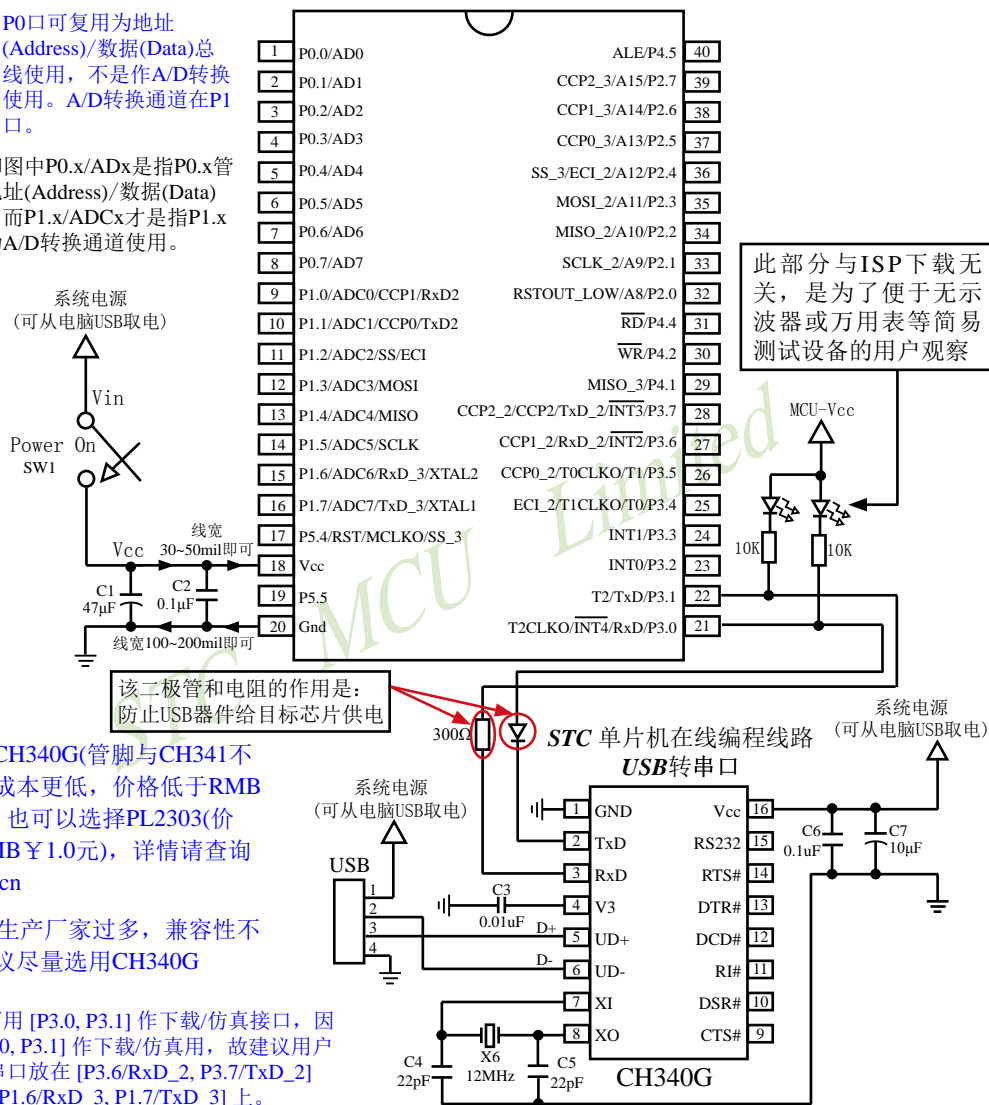 P0口可复用为地址
(Address)/数据(Data)总
线使用，不是作A/D转换
使用。A/D转换通道在P1
口。
图中P0.x/ADx是指P0.x管
址(Address)/数据(Data)
而P1.x/ADCx才是指P1.x
A/D转换通道使用。
系统电源
(可从电脑USB取电)
Vin
Power On
SW1
Vcc
线宽
30~50mil即可
C1
47μF
C2
0.1μF
线宽100~200mil即可
1 P0.0/AD0
2 P0.1/AD1
3 P0.2/AD2
4 P0.3/AD3
5 P0.4/AD4
6 P0.5/AD5
7 P0.6/AD6
8 P0.7/AD7
9 P1.0/ADC0/CCP1/RxD2
10 P1.1/ADC1/CCP0/TxD2
11 P1.2/ADC2/SS/ECI
12 P1.3/ADC3/MOSI
13 P1.4/ADC4/MISO
14 P1.5/ADC5/SCLK
15 P1.6/ADC6/RxD_3/XTAL2
16 P1.7/ADC7/TxD_3/XTAL1
17 P5.4/RST/MCLKO/SS_3
18 Vcc
19 P5.5
20 Gnd
ALE/P4.5 40
CCP2_3/A15/P2.7 39
CCP1_3/A14/P2.6 38
CCP0_3/A13/P2.5 37
SS_3/ECI_2/A12/P2.4 36
MOSI_2/A11/P2.3 35
MISO_2/A10/P2.2 34
SCLK_2/A9/P2.1 33
RSTOUT_LOW/A8/P2.0 32
RD/P4.4 31
WR/P4.2 30
MISO_3/P4.1 29
CCP2_2/CCP2/TxD_2/INT3/P3.7 28
CCP1_2/RxD_2/INT2/P3.6 27
CCP0_2/T0CLKO/T1/P3.5 26
ECI_2/T1CLKO/T0/P3.4 25
INT1/P3.3 24
INT0/P3.2 23
T2/TxD/P3.1 22
T2CLKO/INT4/RxD/P3.0 21
STC MCU Limited
此部分与ISP下载无
关，是为了便于无示
波器或万用表等简易
测试设备的用户观察
MCU-Vcc
10K
10K
该二极管和电阻的作用是：
防止USB器件给目标芯片供电
300Ω
STC 单片机在线编程线路
USB转串口
系统电源
(可从电脑USB取电)
CH340G(管脚与CH341不
成本更低，价格低于RMB
也可以选择PL2303(价
MB￥1.0元)，详情请查询
cn
生产厂家过多，兼容性不
议尽量选用CH340G
用 [P3.0, P3.1] 作下载/仿真接口，因
0, P3.1] 作下载/仿真用，故建议用户
串口放在 [P3.6/RxD_2, P3.7/TxD_2]
P1.6/RxD_3, P1.7/TxD_3] 上。
系统电源
(可从电脑USB取电)
USB
1
2
3
4
C3
0.01uF
D+
D-
1 GND
2 TxD
3 RxD
4 V3
5 UD+
6 UD-
7 XI
8 XO
Vcc 16
RS232 15
RTS# 14
DTR# 13
DCD# 12
RI# 11
DSR# 10
CTS# 9
CH340G
C6
0.1uF
C7
10μF
C4
22pF
X6
12MHz
C5
22pF